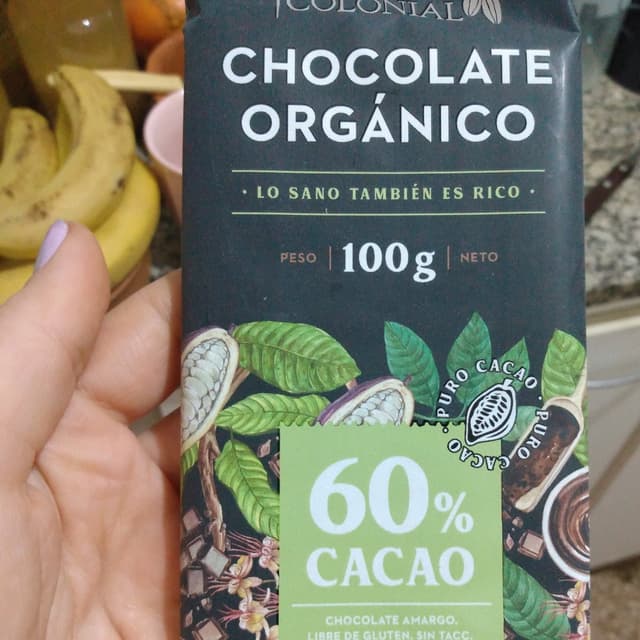 COLONIAL
CHOCOLATE
ORGÁNICO
· LO SANO TAMBIÉN ES RICO ·
PESO | 100g | NETO
PURO CACAO · PURO CACAO ·
60%
CACAO
CHOCOLATE AMARGO.
LIBRE DE GLUTEN, SIN TACC.